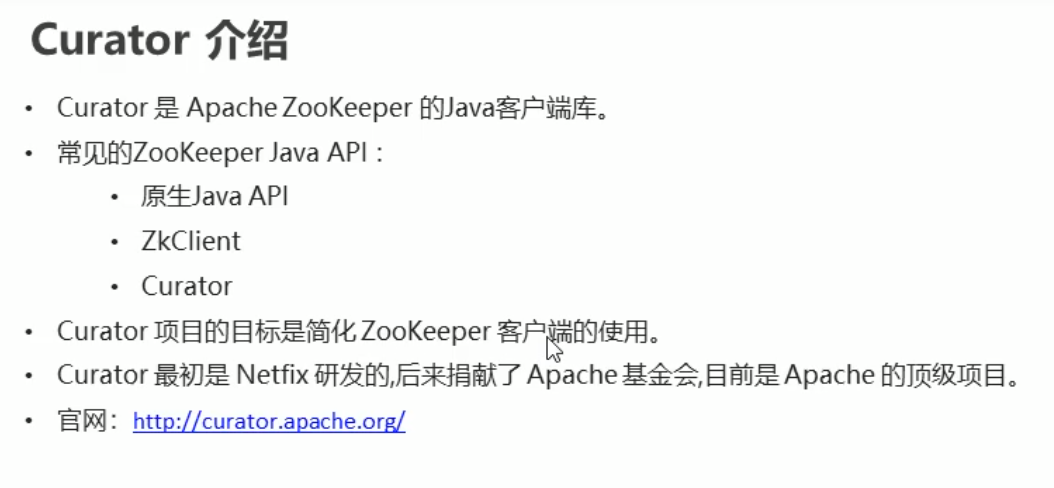 Curator 介绍
• Curator 是 Apache ZooKeeper 的Java客户端库。
• 常见的ZooKeeper Java API：
• 原生Java API
• ZkClient
• Curator
• Curator 项目的目标是简化 ZooKeeper 客户端的使用。
• Curator 最初是 Netfix 研发的,后来捐献了 Apache 基金会,目前是 Apache 的顶级项目。
• 官网：http://curator.apache.org/